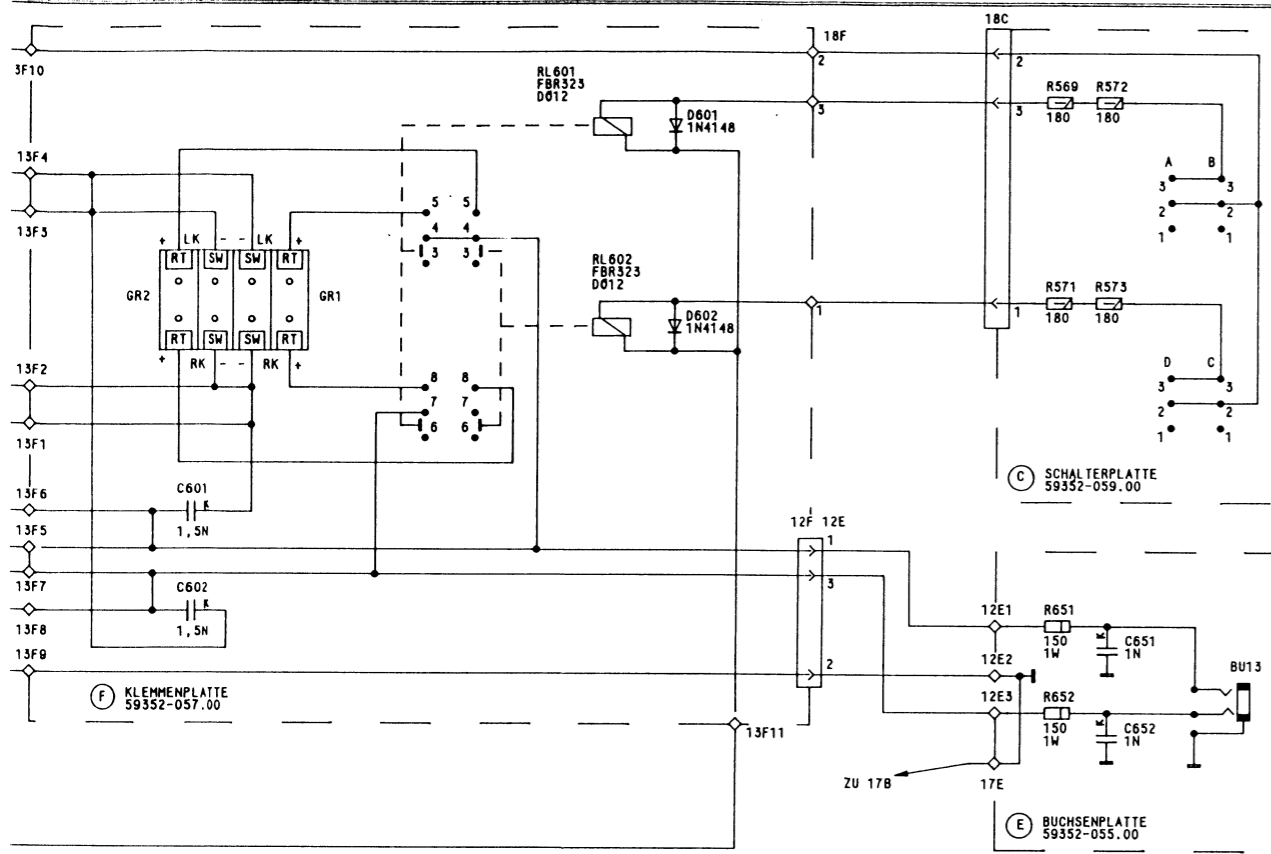 18C
18F
2
2
3F10
RL601
FBR323
D012
3
D601
1N4148
3
R569 R572
180 180
13F4
A B
3 3
2 2
1 1
13F3
5 5
4 4
3 3
+ LK - - LK +
RT SW SW RT
GR2
GR1
RT SW SW RT
+ RK - - RK +
RL602
FBR323
D012
1
D602
1N4148
1
R571 R573
180 180
13F2
8 8
7 7
6 6
D C
3 3
2 2
1 1
13F1
13F6
C601
K
1,5N
C SCHALTERPLATTE
59352-059.00
13F5
12F 12E
1
3
13F7
C602
K
1,5N
13F8
12E1
R651
150
1W
K
C651
1N
13F9
2
12E2
BU13
F KLEMMENPLATTE
59352-057.00
12E3
R652
150
1W
K
C652
1N
13F11
ZU 17B
17E
E BUCHSENPLATTE
59352-055.00